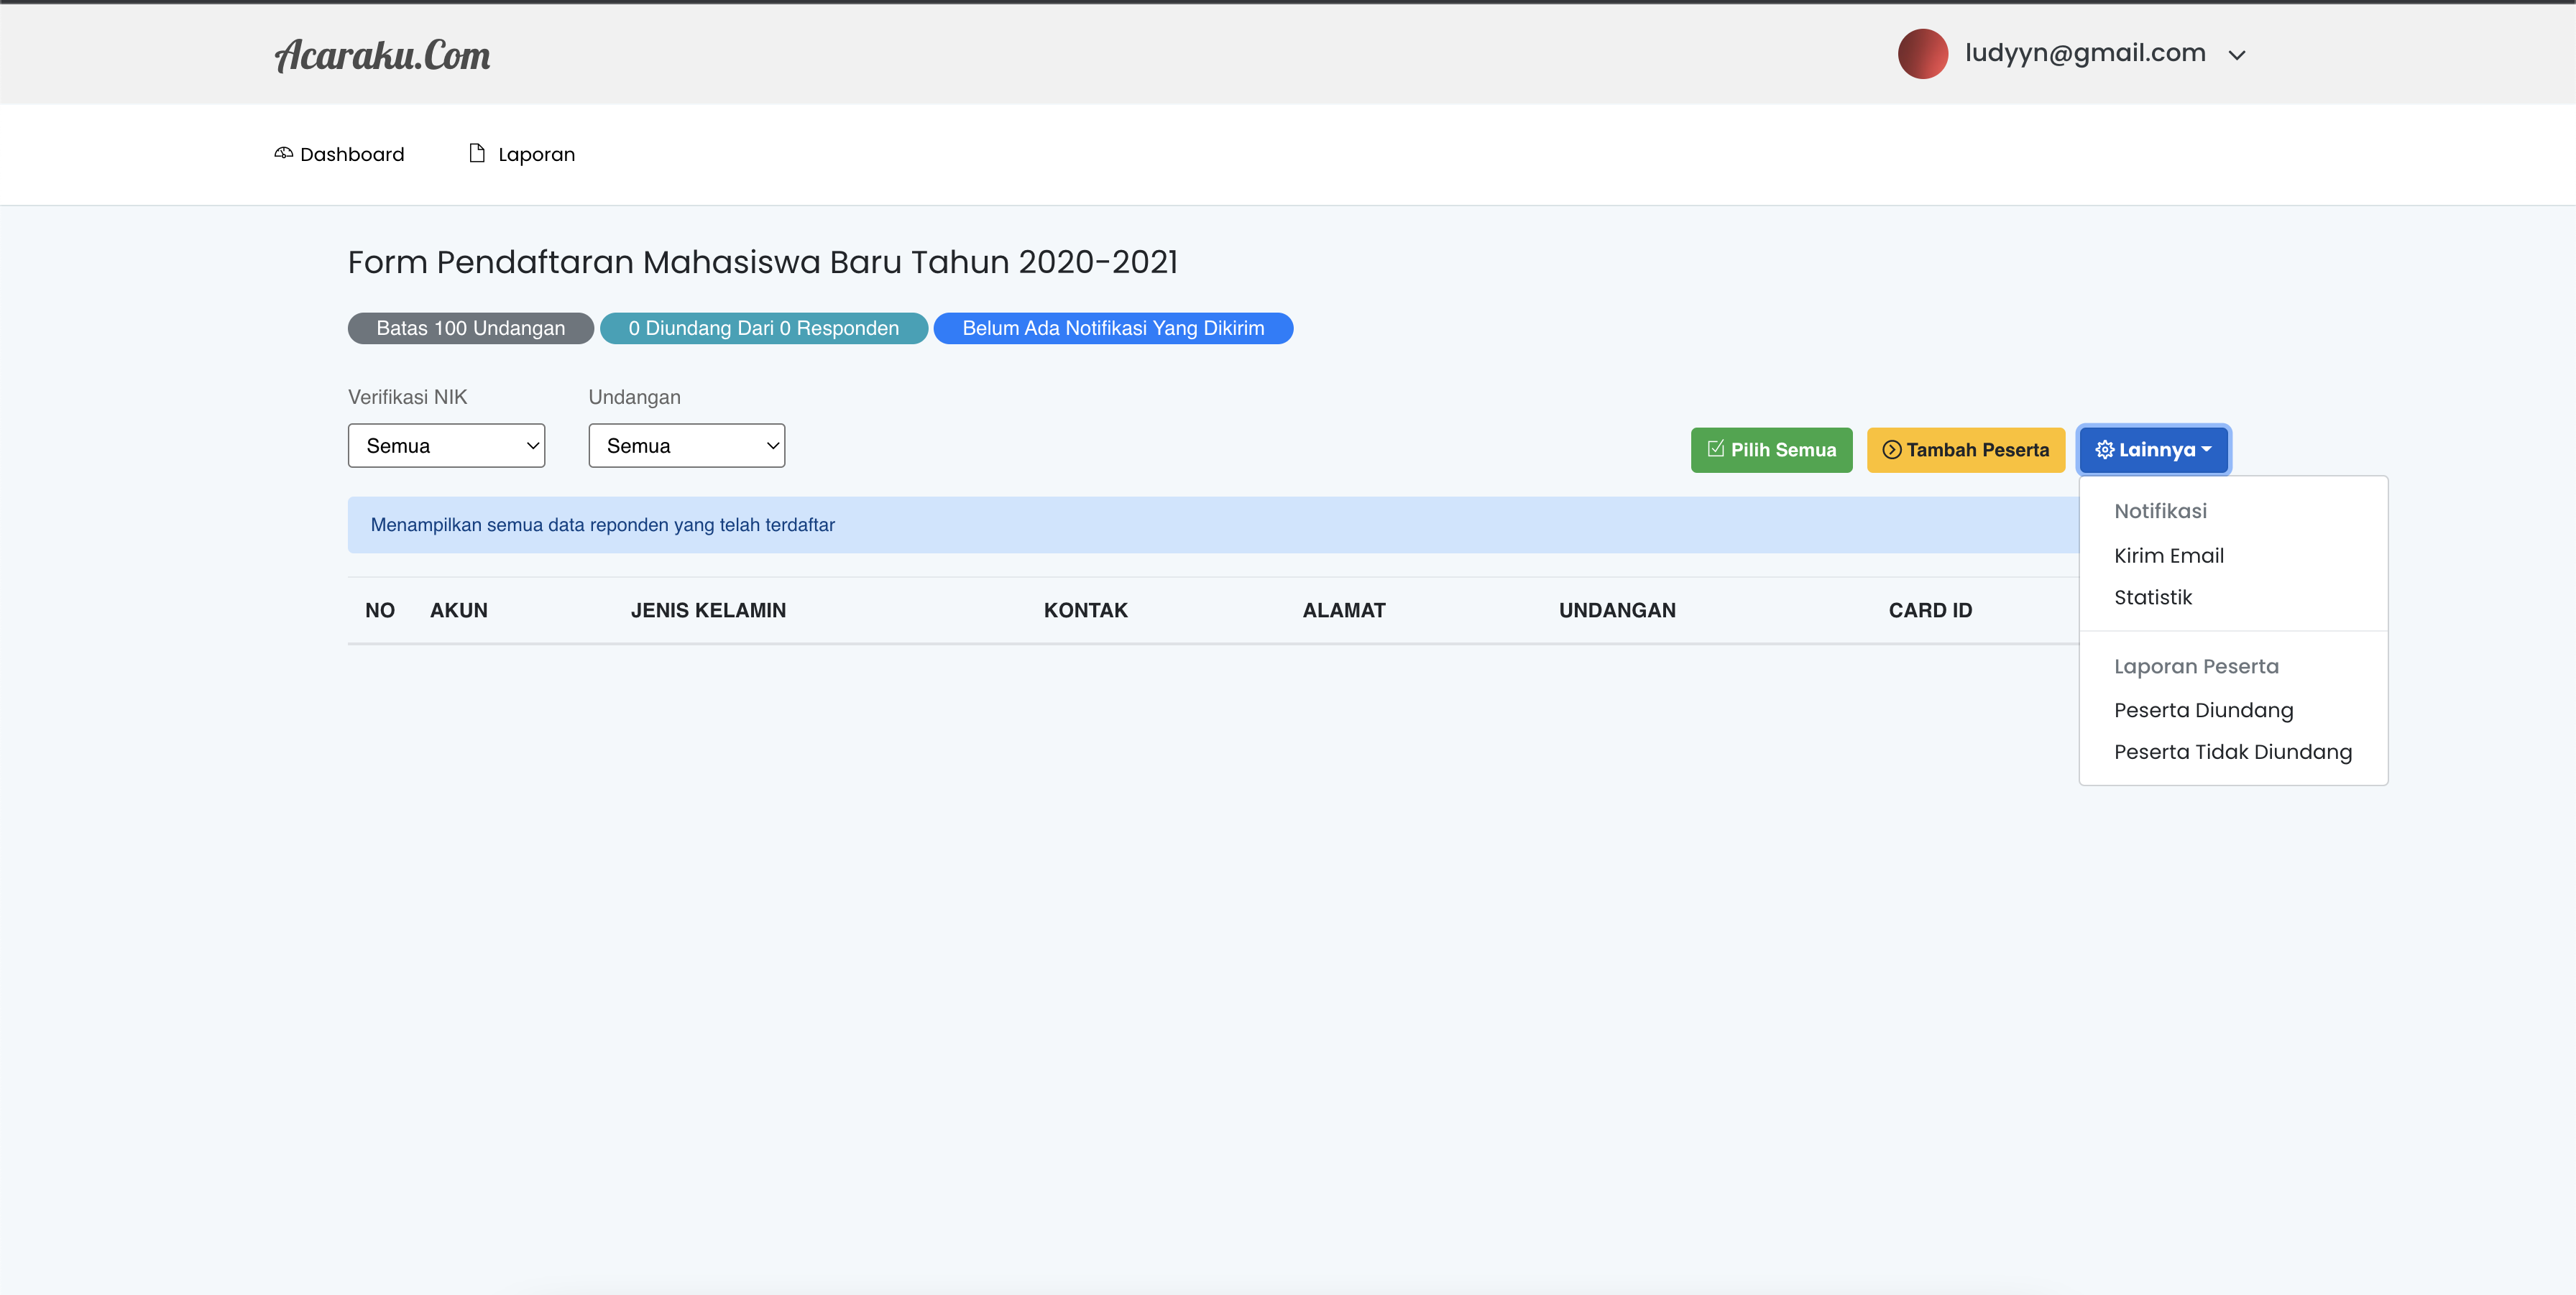 Acaraku.Com
ludyyn@gmail.com
Dashboard
Laporan
Form Pendaftaran Mahasiswa Baru Tahun 2020-2021
Batas 100 Undangan
0 Diundang Dari 0 Responden
Belum Ada Notifikasi Yang Dikirim
Verifikasi NIK
Undangan
Semua
Semua
Pilih Semua
Tambah Peserta
Lainnya
Menampilkan semua data reponden yang telah terdaftar
NO AKUN JENIS KELAMIN KONTAK ALAMAT UNDANGAN CARD ID
Notifikasi
Kirim Email
Statistik
Laporan Peserta
Peserta Diundang
Peserta Tidak Diundang